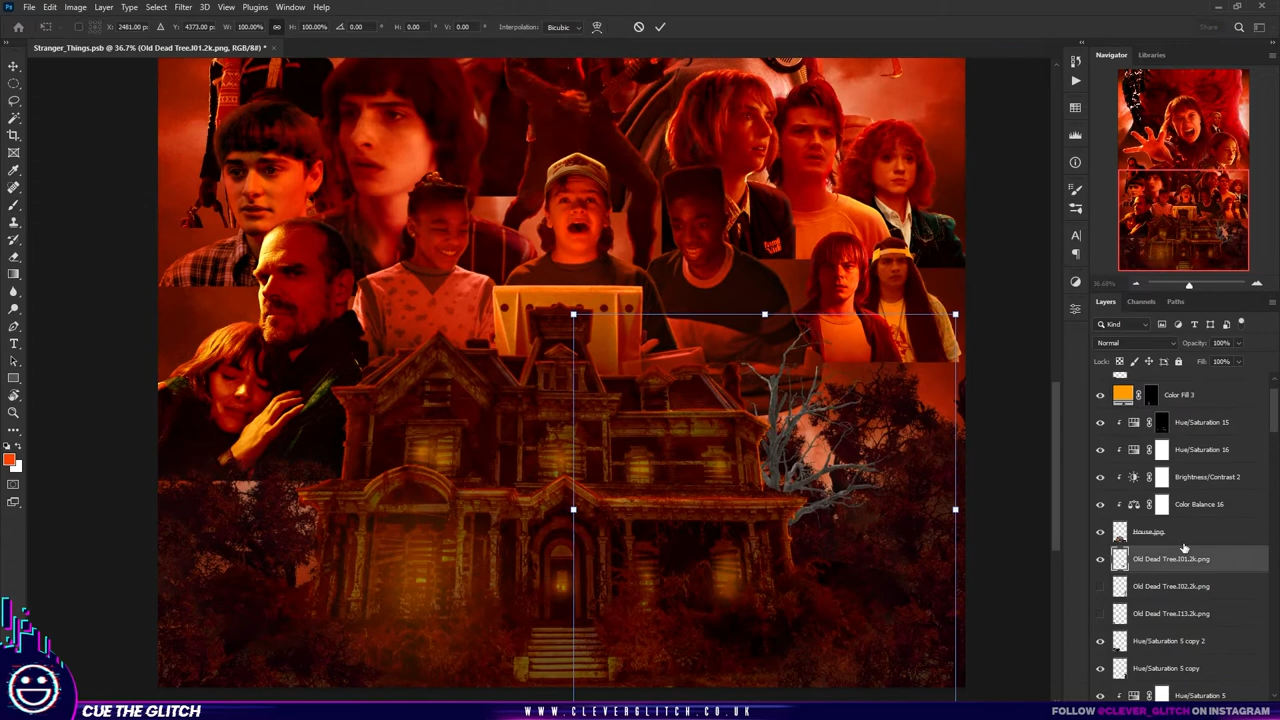 Ps File Edit Image Layer Type Select Filter 3D View Plugins Window Help
X: 2481.00 px Y: 4373.00 px W: 100.00% H: 100.00% 0.00 ° H: 0.00 ° V: 0.00 ° Interpolation: Bicubic Share
Stranger_Things.psb @ 36.7% (Old Dead Tree.I01.2k.png, RGB/8#) * ×
Navigator Libraries
36.68%
Layers Channels Paths
Kind
Normal Opacity: 100%
Lock: Fill: 100%
Color Fill 3
Hue/Saturation 15
Hue/Saturation 16
Brightness/Contrast 2
Color Balance 16
House.jpg
Old Dead Tree.I01.2k.png
Old Dead Tree.I02.2k.png
Old Dead Tree.I13.2k.png
Hue/Saturation 5 copy 2
Hue/Saturation 5 copy
Hue/Saturation 5
CUE THE GLITCH
WWW.CLEVERGLITCH.CO.UK
FOLLOW @CLEVER_GLITCH ON INSTAGRAM